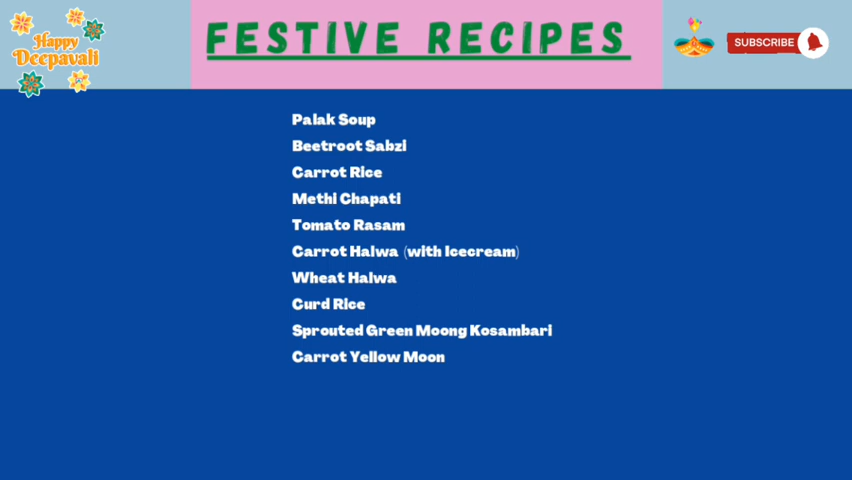 Happy
Deepavali
FESTIVE RECIPES
SUBSCRIBE
Palak Soup
Beetroot Sabzi
Carrot Rice
Methi Chapati
Tomato Rasam
Carrot Halwa (with Icecream)
Wheat Halwa
Curd Rice
Sprouted Green Moong Kosambari
Carrot Yellow Moon